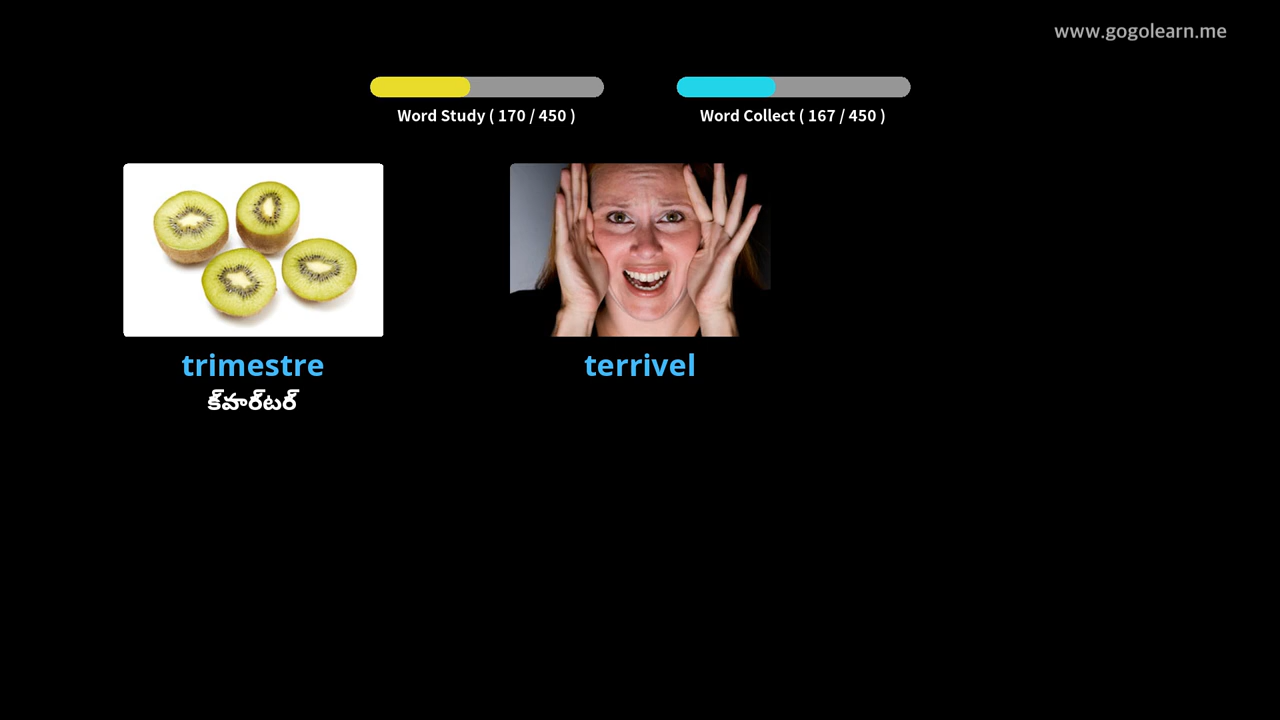 www.gogolearn.me
Word Study ( 170 / 450 )
Word Collect ( 167 / 450 )
trimestre
terrivel
క్‌వార్‌టర్